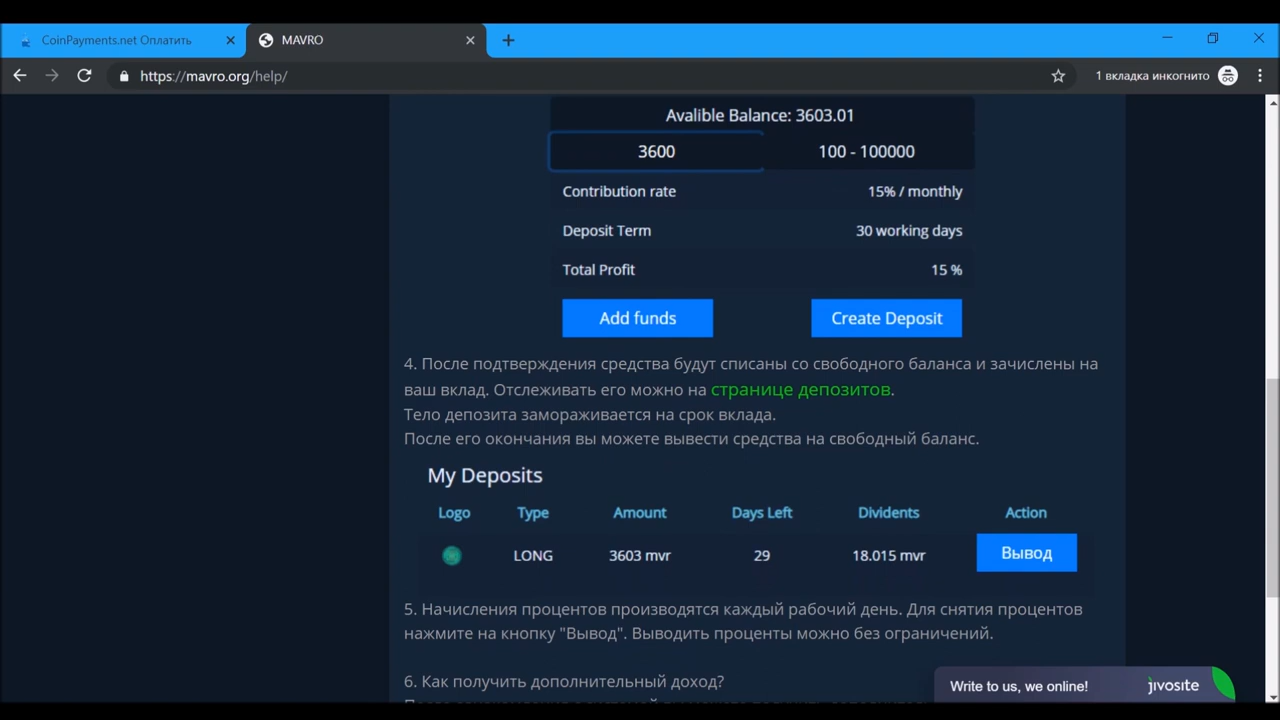 CoinPayments.net Оплатить
MAVRO
https://mavro.org/help/
1 вкладка инкогнито
Avalible Balance: 3603.01
3600 100 - 100000
Contribution rate 15% / monthly
Deposit Term 30 working days
Total Profit 15 %
Add funds Create Deposit
4. После подтверждения средства будут списаны со свободного баланса и зачислены на
ваш вклад. Отслеживать его можно на странице депозитов.
Тело депозита замораживается на срок вклада.
После его окончания вы можете вывести средства на свободный баланс.
My Deposits
Logo Type Amount Days Left Dividents Action
LONG 3603 mvr 29 18.015 mvr Вывод
5. Начисления процентов производятся каждый рабочий день. Для снятия процентов
нажмите на кнопку "Вывод". Выводить проценты можно без ограничений.
6. Как получить дополнительный доход?
Write to us, we online! jivosite